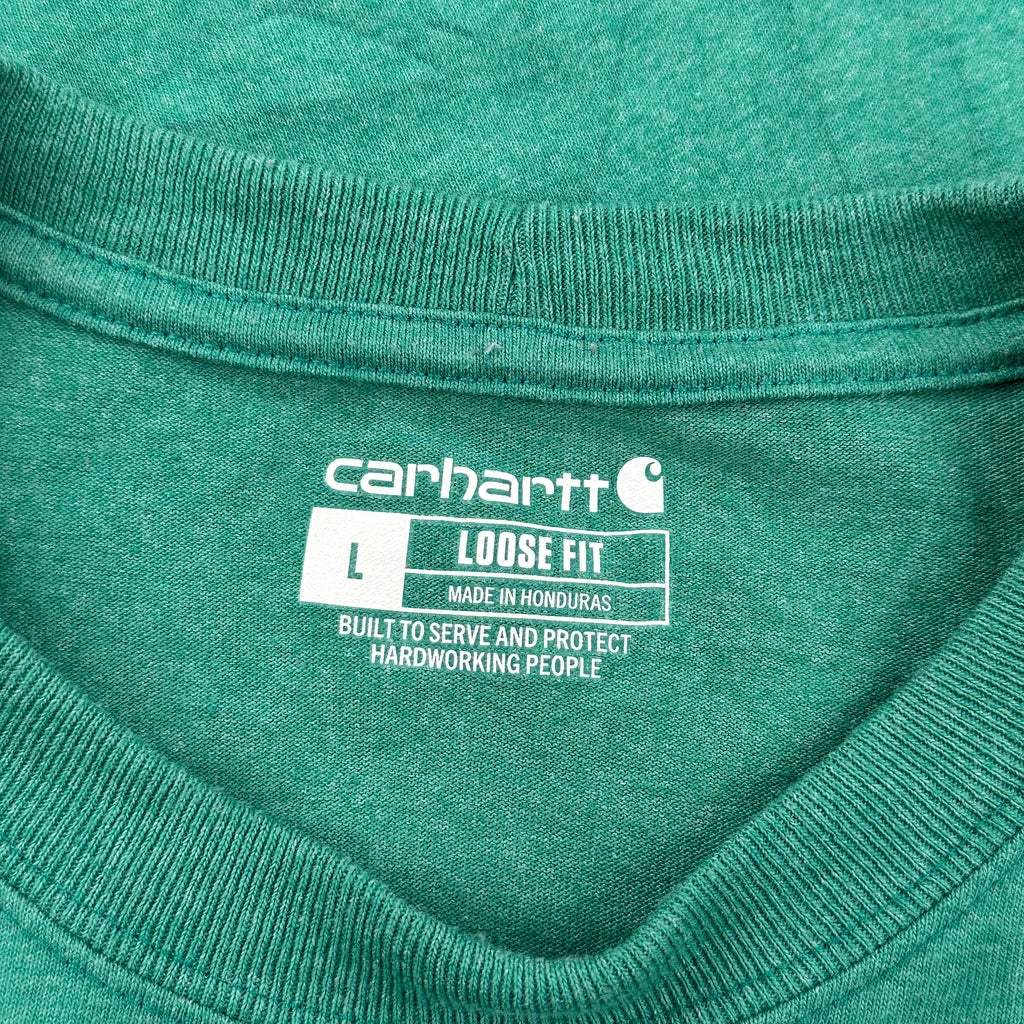 carhartt
L
LOOSE FIT
MADE IN HONDURAS
BUILT TO SERVE AND PROTECT
HARDWORKING PEOPLE